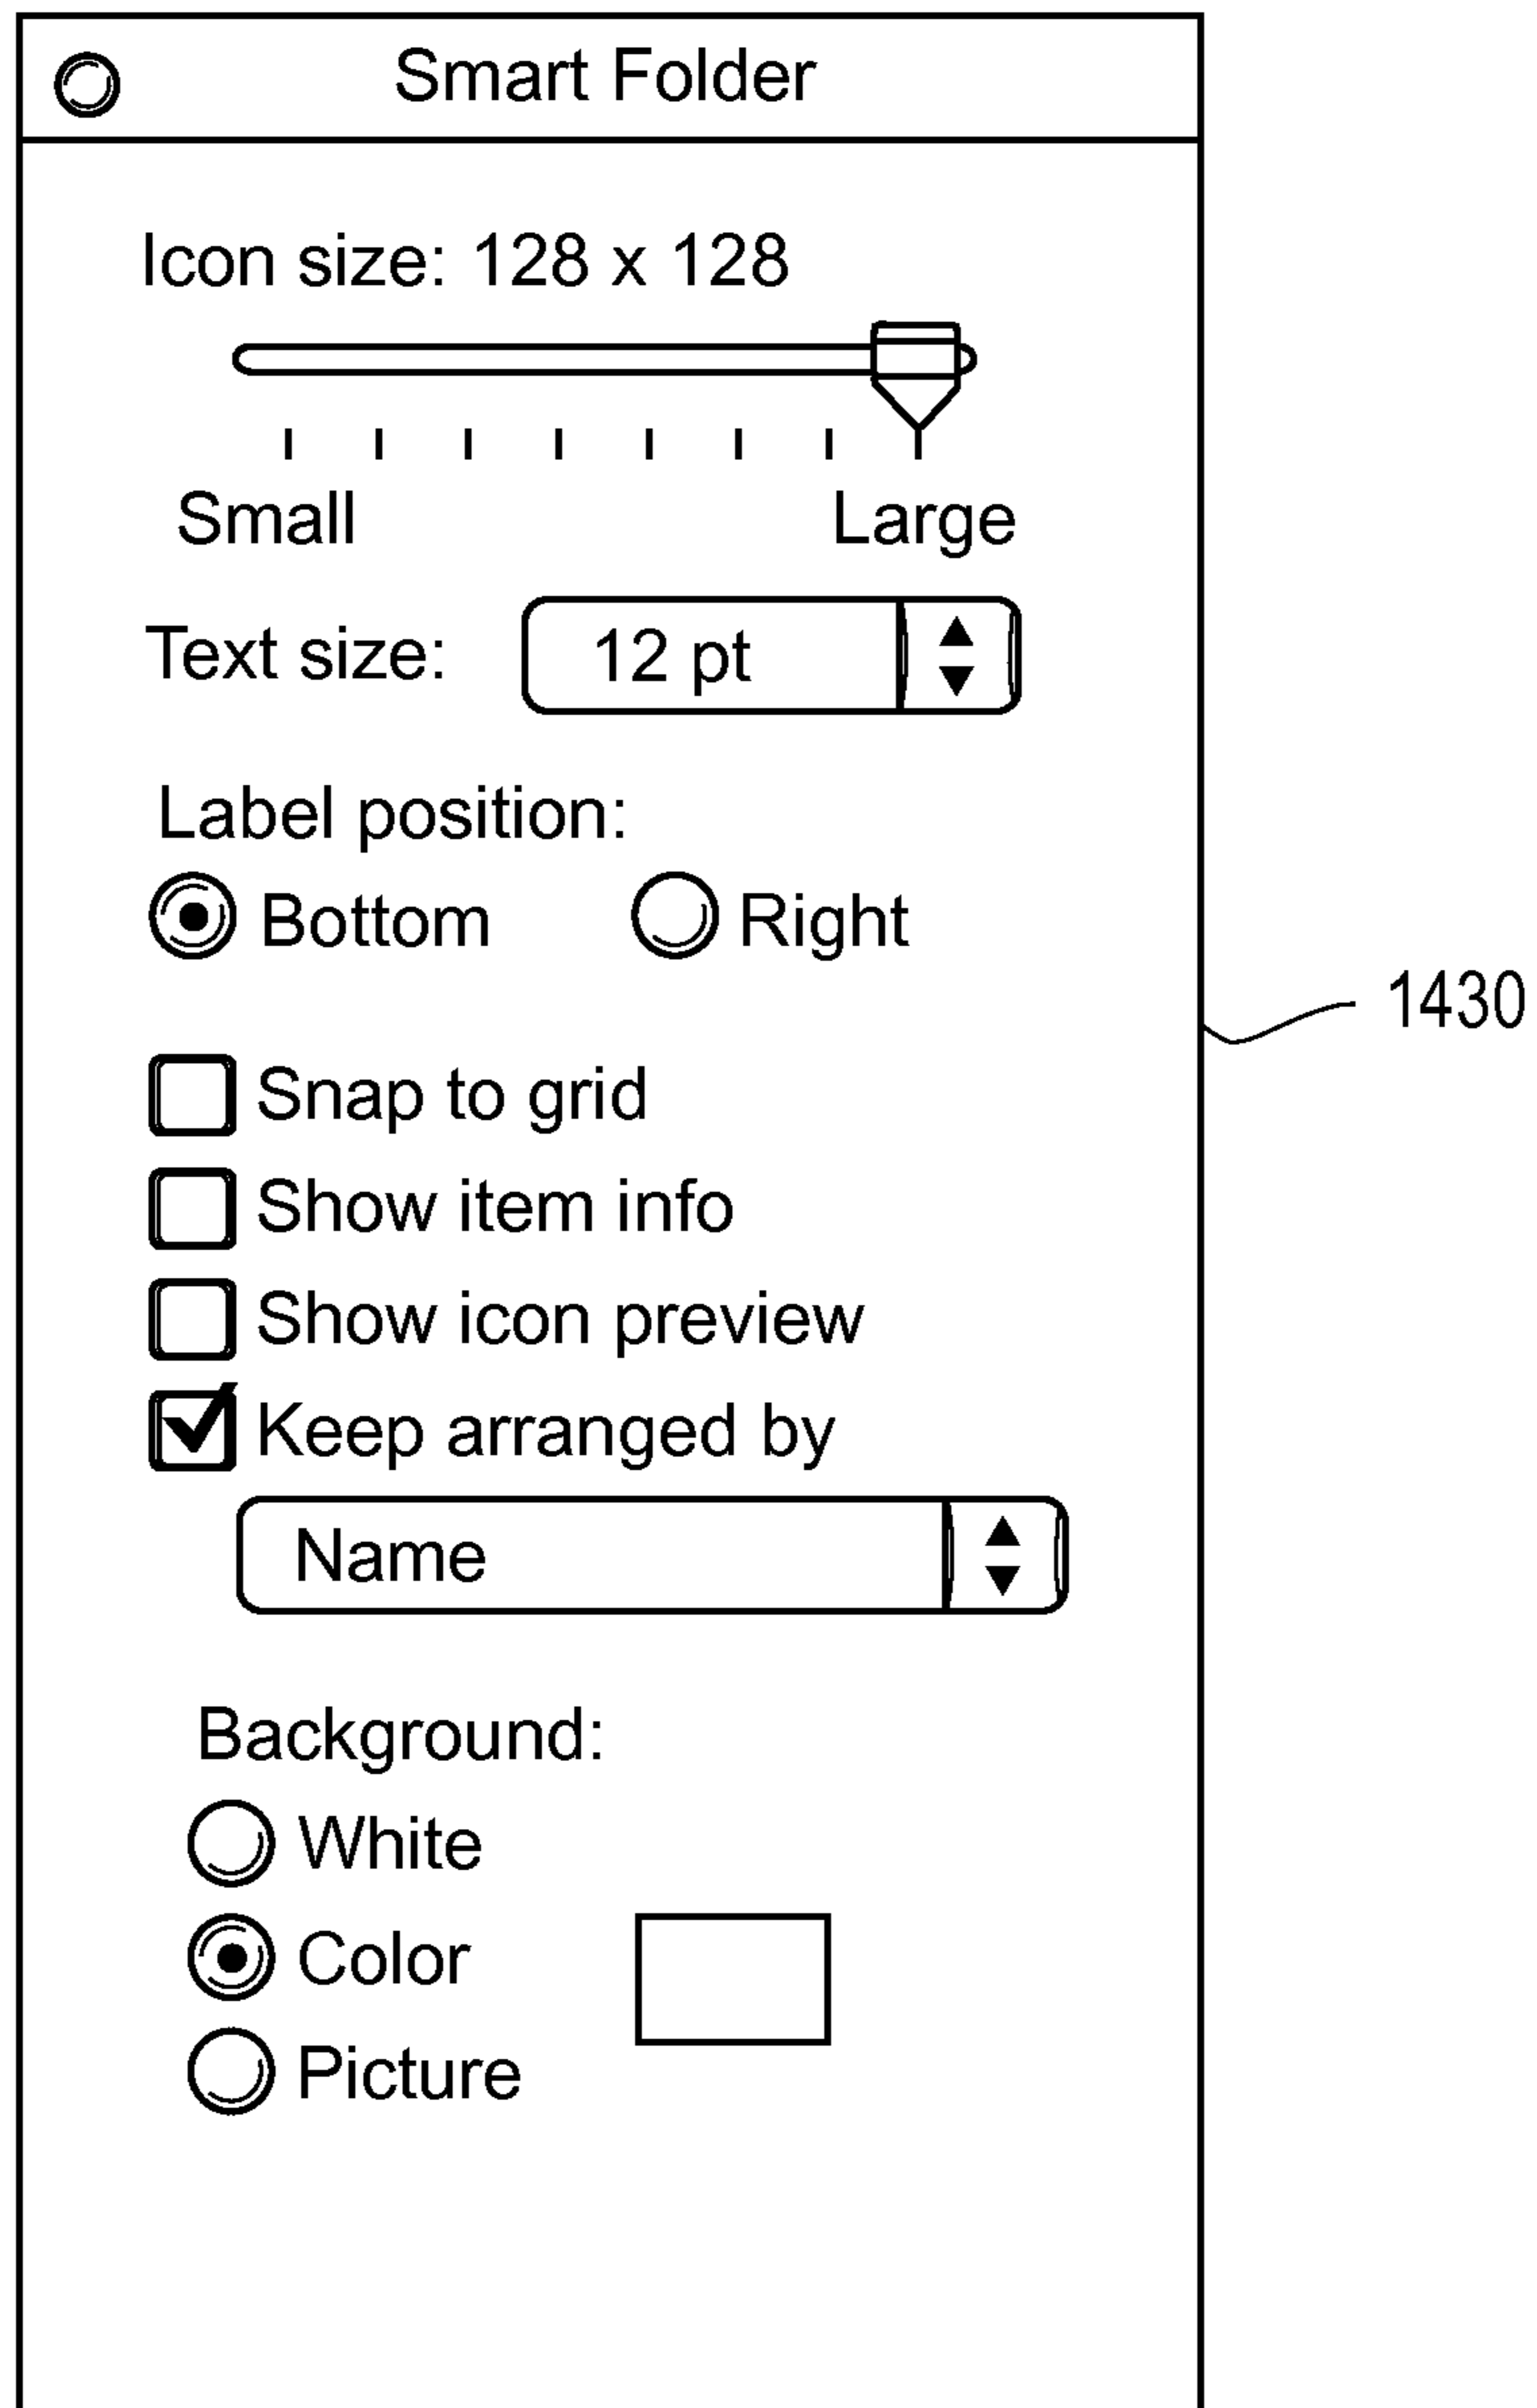 Smart Folder
Icon size: 128 x 128
Small Large
Text size: 12 pt
Label position:
Bottom Right
1430
Snap to grid
Show item info
Show icon preview
Keep arranged by
Name
Background:
White
Color
Picture